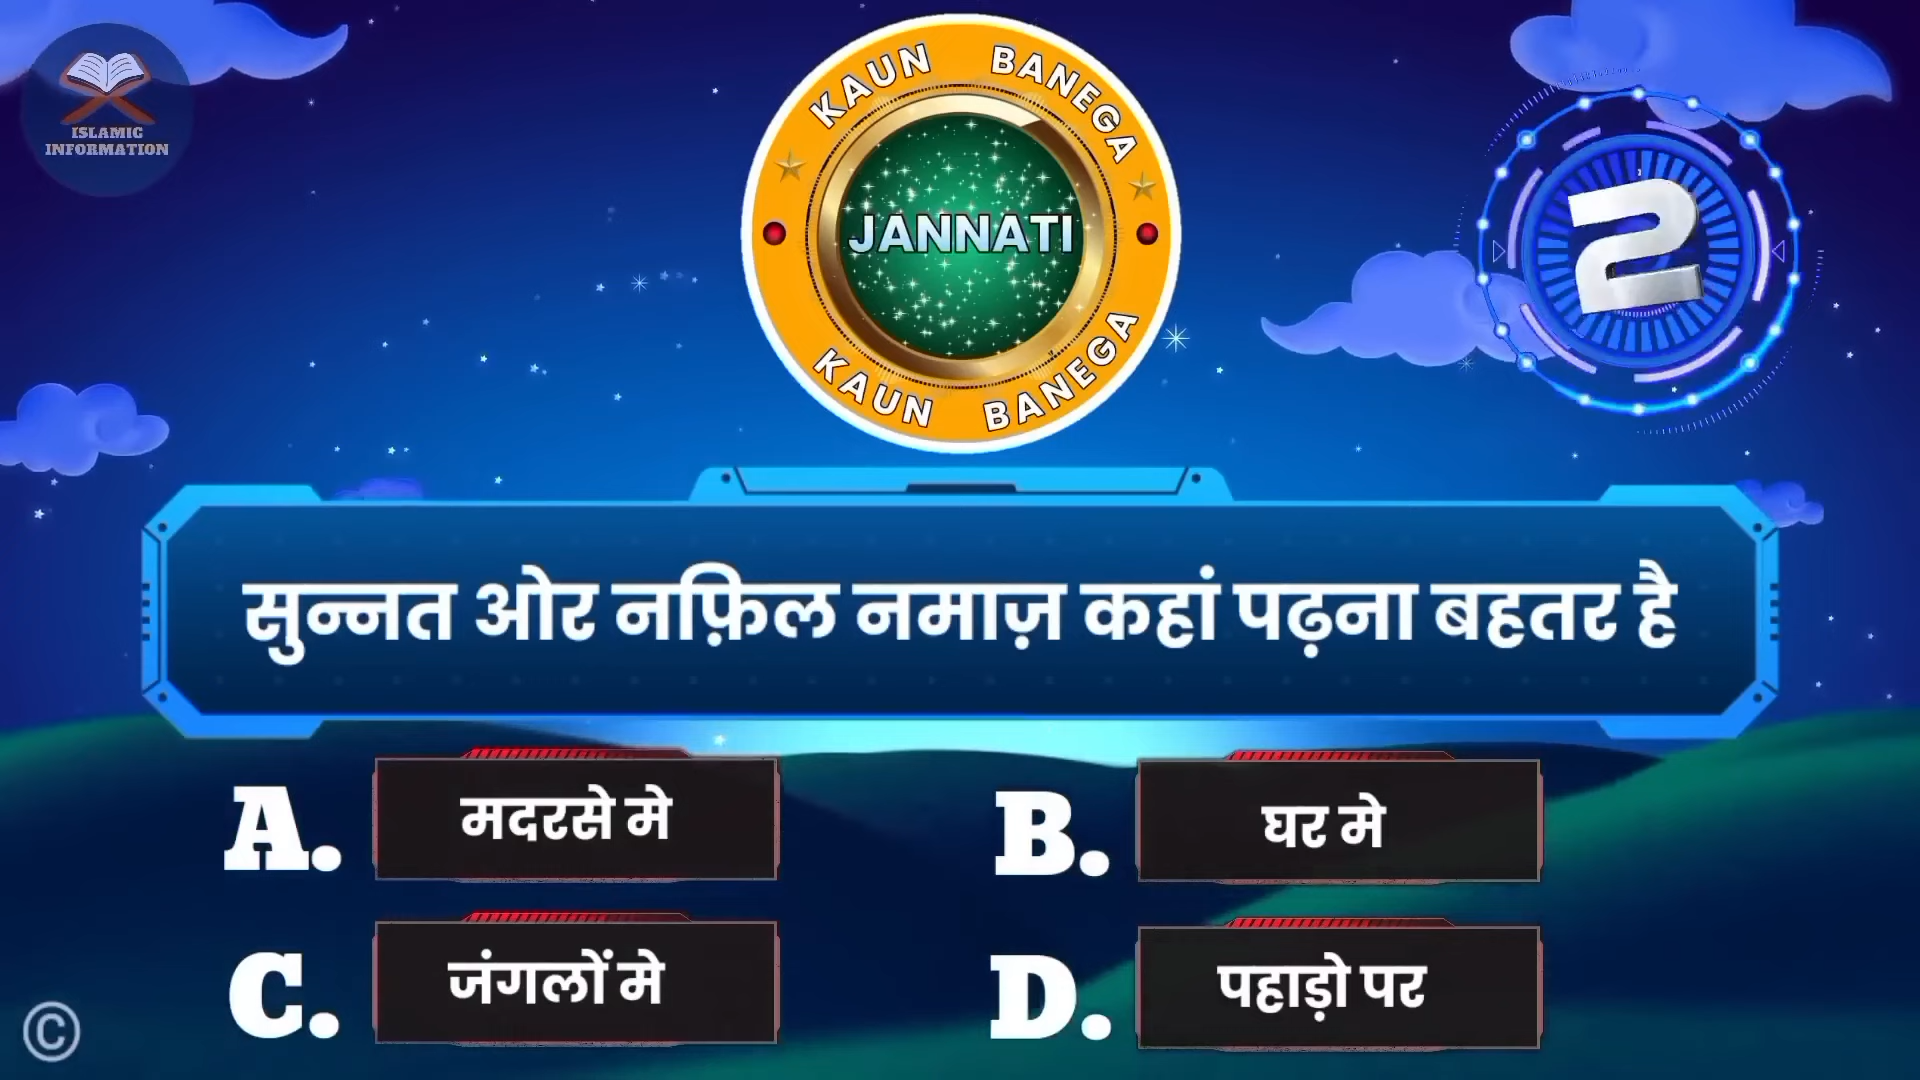 ISLAMIC
INFORMATION
KAUN BANEGA
JANNATI
KAUN BANEGA
2
सुन्नत ओर नफ़िल नमाज़ कहां पढ़ना बहतर है
A. मदरसे मे
B. घर मे
C. जंगलों मे
D. पहाड़ो पर
©